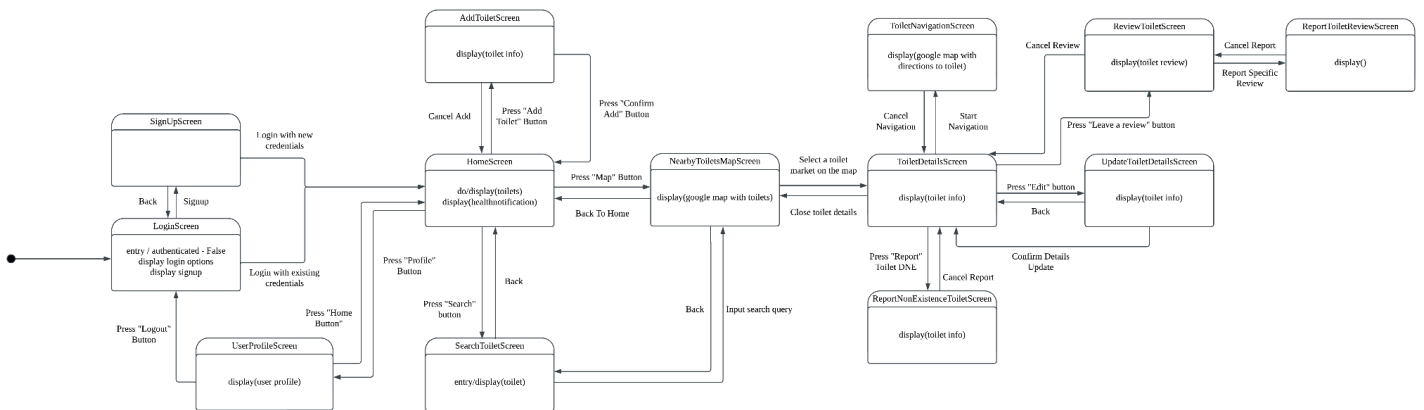 AddToiletScreen
display(toilet info)
ToiletNavigationScreen
display(google map with
directions to toilet)
ReviewToiletScreen
display(toilet review)
ReportToiletReviewScreen
display()
Cancel Review
Cancel Report
Report Specific
Review
Cancel Add
Press "Add
Toilet" Button
Press "Confirm
Add" Button
Cancel
Navigation
Start
Navigation
Press "Leave a review" button
SignUpScreen
Login with new
credentials
Back
Signup
LoginScreen
entry / authenticated - False
display login options
display signup
Login with existing
credentials
HomeScreen
do/display(toilets)
display(healthnotification)
Press "Map" Button
Back To Home
NearbyToiletsMapScreen
display(google map with toilets)
Select a toilet
market on the map
Close toilet details
ToiletDetailsScreen
display(toilet info)
Press "Edit" button
Back
UpdateToiletDetailsScreen
display(toilet info)
Confirm Details
Update
Press "Report"
Toilet DNE
Cancel Report
ReportNonExistenceToiletScreen
display(toilet info)
Press "Profile"
Button
Press "Home
Button"
Press "Logout"
Button
UserProfileScreen
display(user profile)
Press "Search"
button
Back
SearchToiletScreen
entry/display(toilet)
Back
Input search query